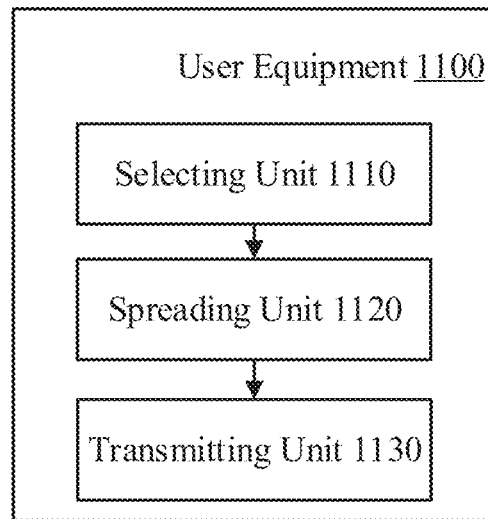 User Equipment 1100
Selecting Unit 1110
Spreading Unit 1120
Transmitting Unit 1130